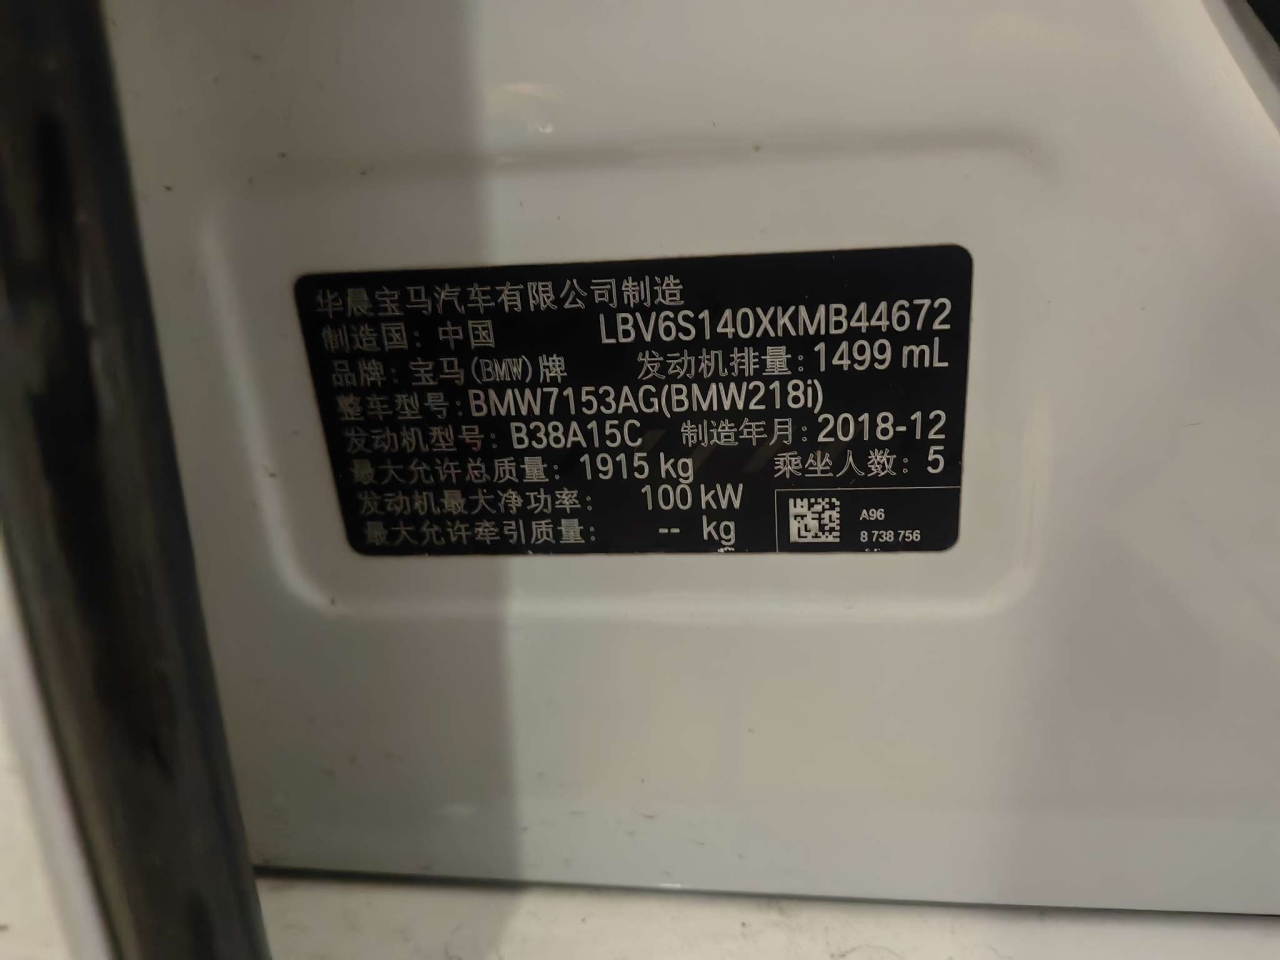 华晨宝马汽车有限公司制造
制造国：中国 LBV6S140XKMB44672
品牌：宝马(BMW)牌 发动机排量：1499 mL
整车型号：BMW7153AG(BMW218i)
发动机型号：B38A15C 制造年月：2018-12
最大允许总质量：1915 kg 乘坐人数：5
发动机最大净功率： 100 kW
最大允许牵引质量： -- kg
A96
8 738 756